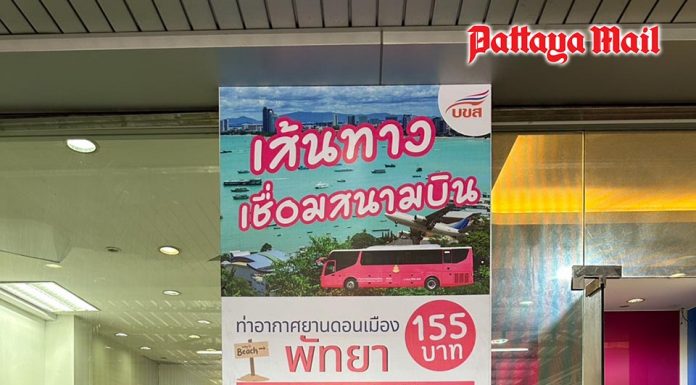 Pattaya Mail
บขส
เส้นทาง
เชื่อมสนามบิน
ท่าอากาศยานดอนเมือง
Beach
พัทยา
155
บาท